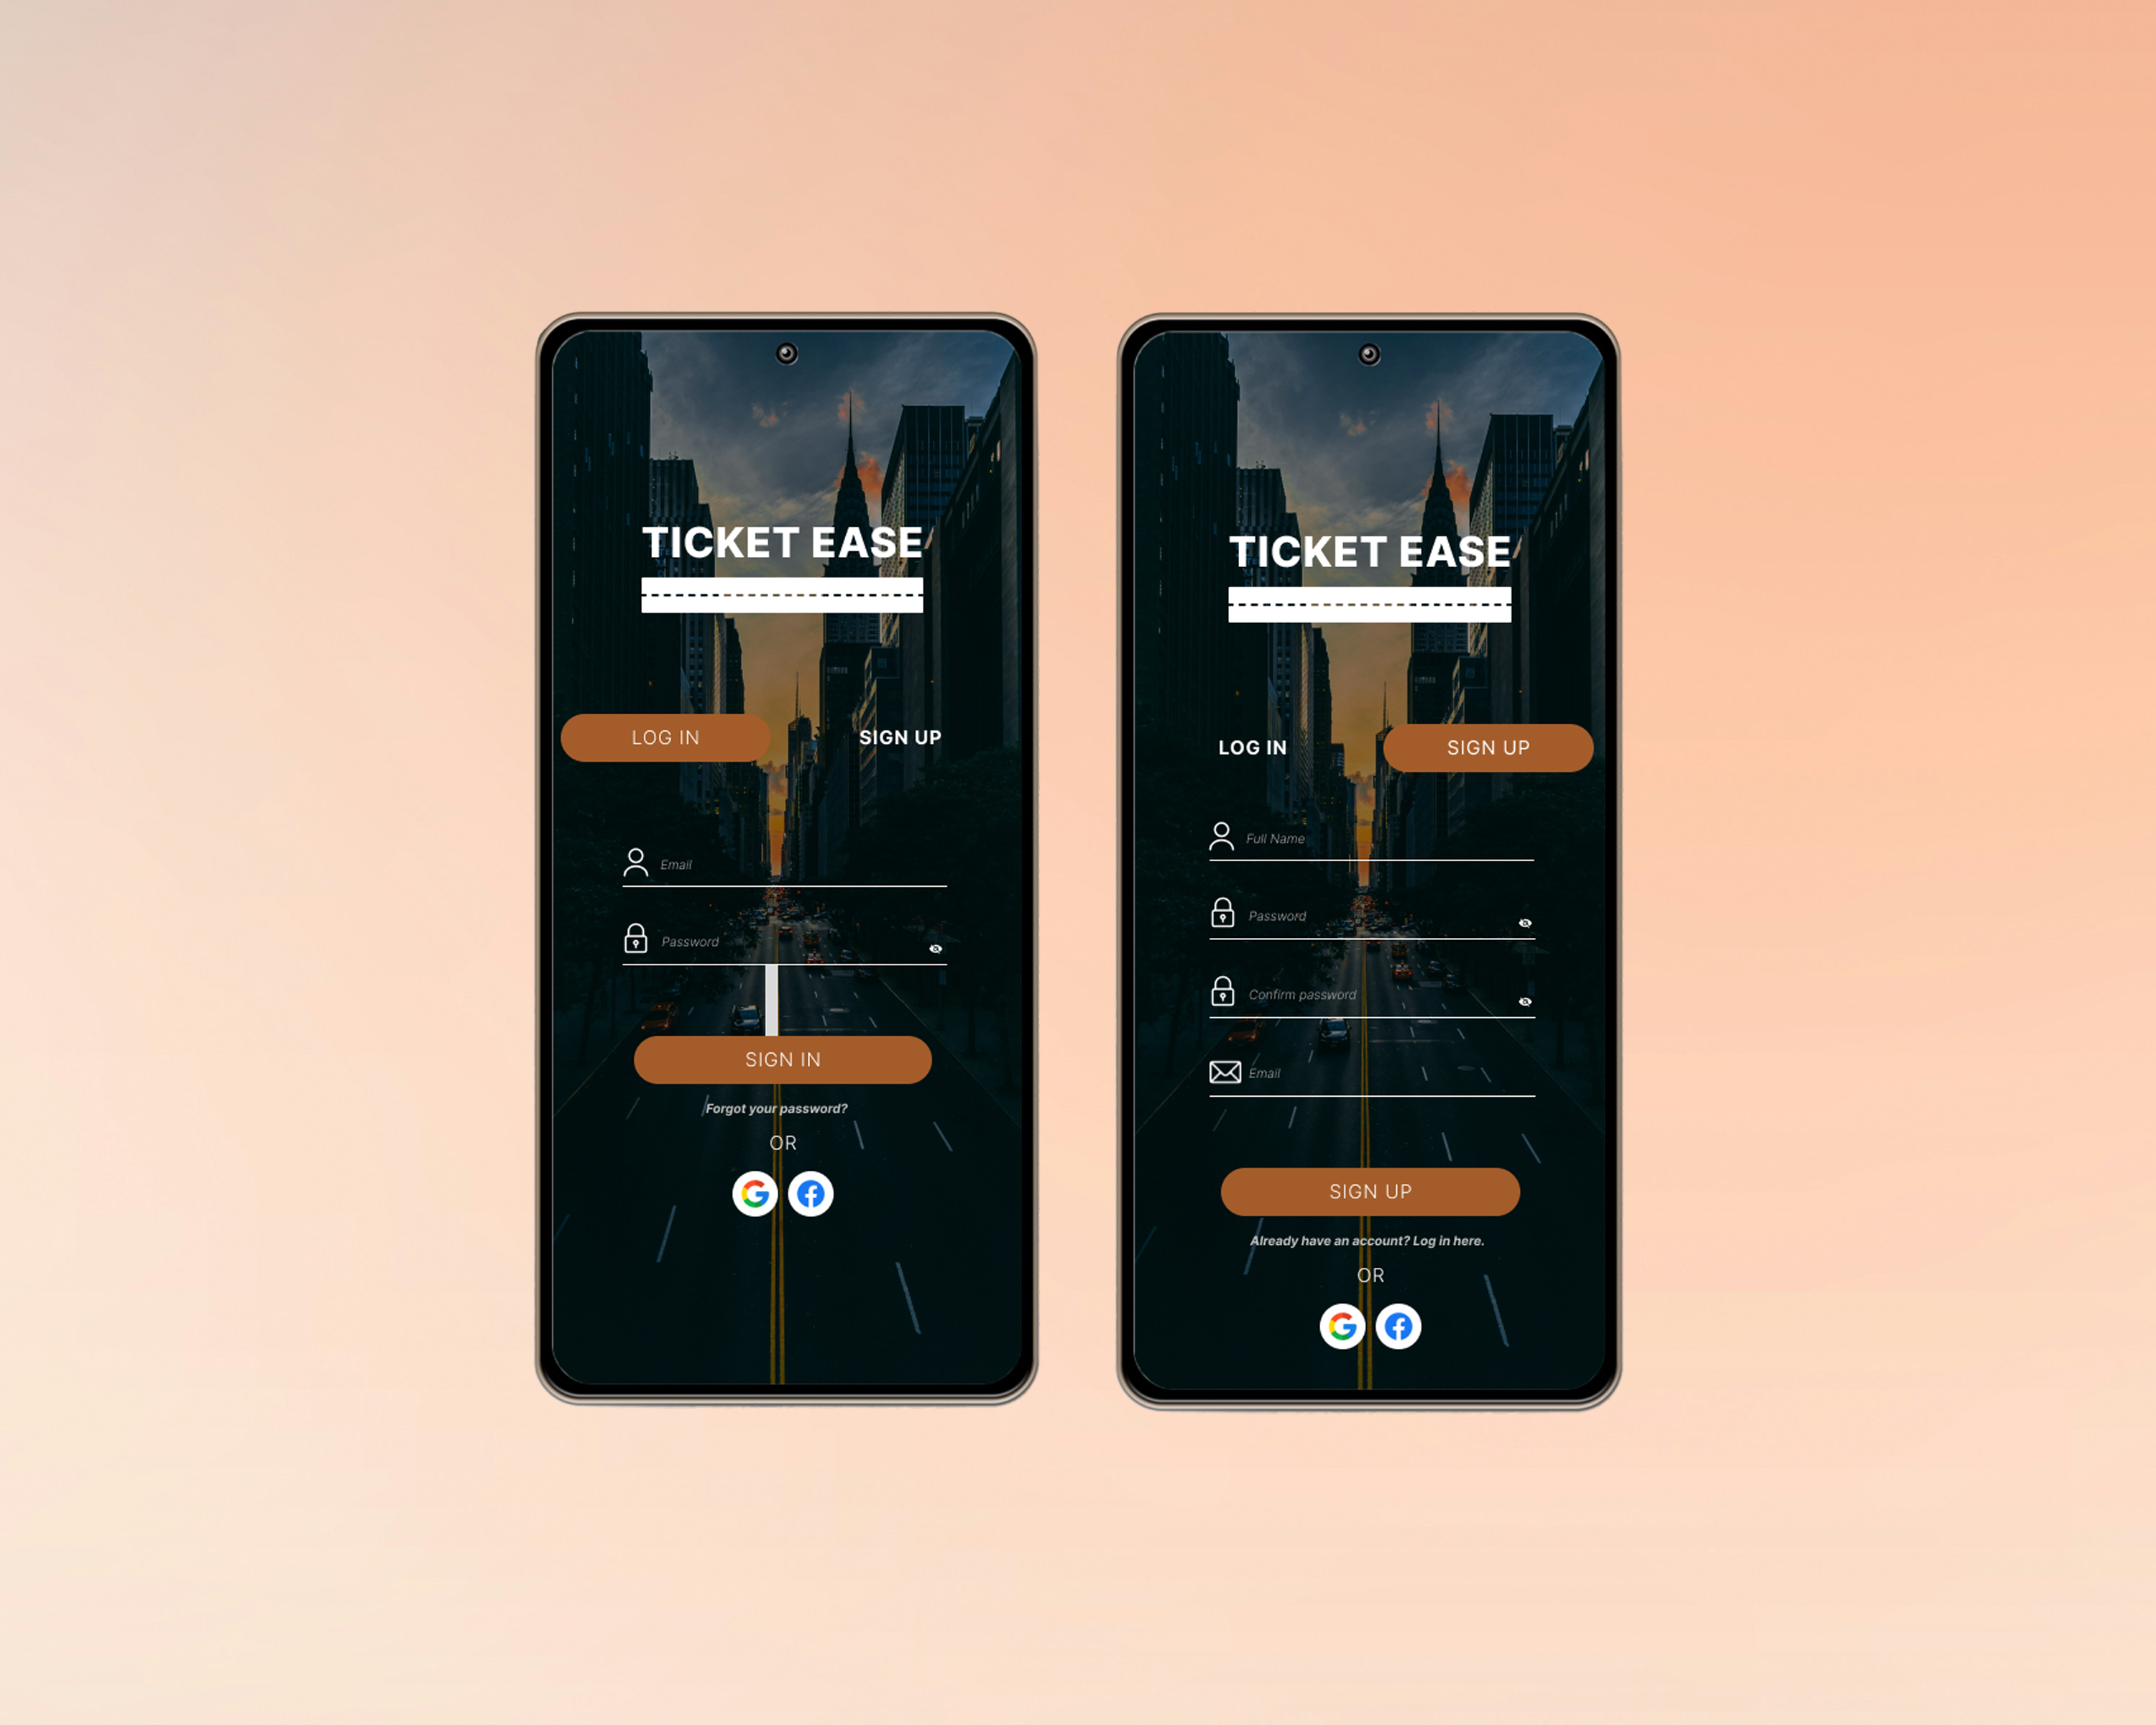 TICKET EASE
LOG IN
SIGN UP
Email
Password
SIGN IN
Forgot your password?
OR
TICKET EASE
LOG IN
SIGN UP
Full Name
Password
Confirm password
Email
SIGN UP
Already have an account? Log in here.
OR